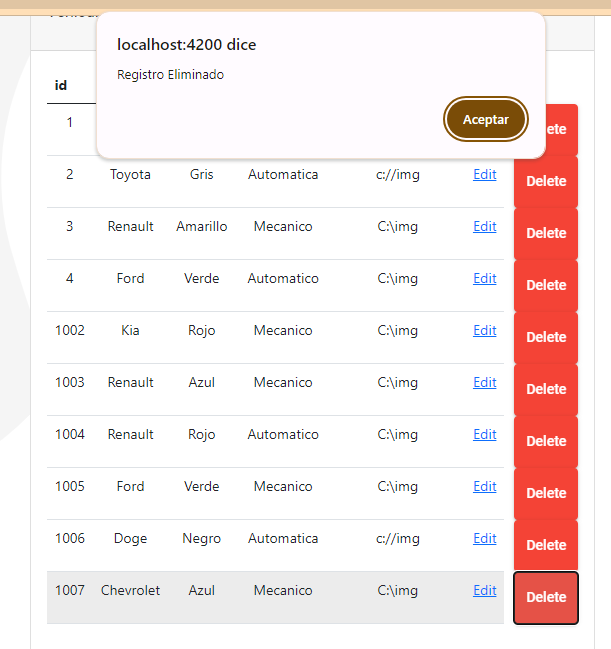 localhost:4200 dice
Registro Eliminado
Aceptar
id
1 ete
2 Toyota Gris Automatica c://img Edit Delete
3 Renault Amarillo Mecanico C:\img Edit Delete
4 Ford Verde Automatico C:\img Edit Delete
1002 Kia Rojo Mecanico C:\img Edit Delete
1003 Renault Azul Mecanico C:\img Edit Delete
1004 Renault Rojo Automatico C:\img Edit Delete
1005 Ford Verde Mecanico C:\img Edit Delete
1006 Doge Negro Automatica c://img Edit Delete
1007 Chevrolet Azul Mecanico C:\img Edit Delete